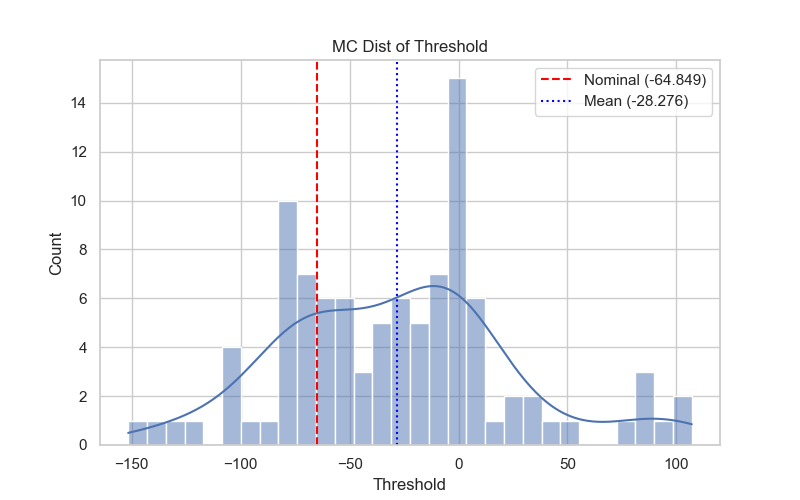 MC Dist of Threshold
Nominal (-64.849)
Mean (-28.276)
Count
14
12
10
8
6
4
2
0
−150
−100
−50
0
50
100
Threshold